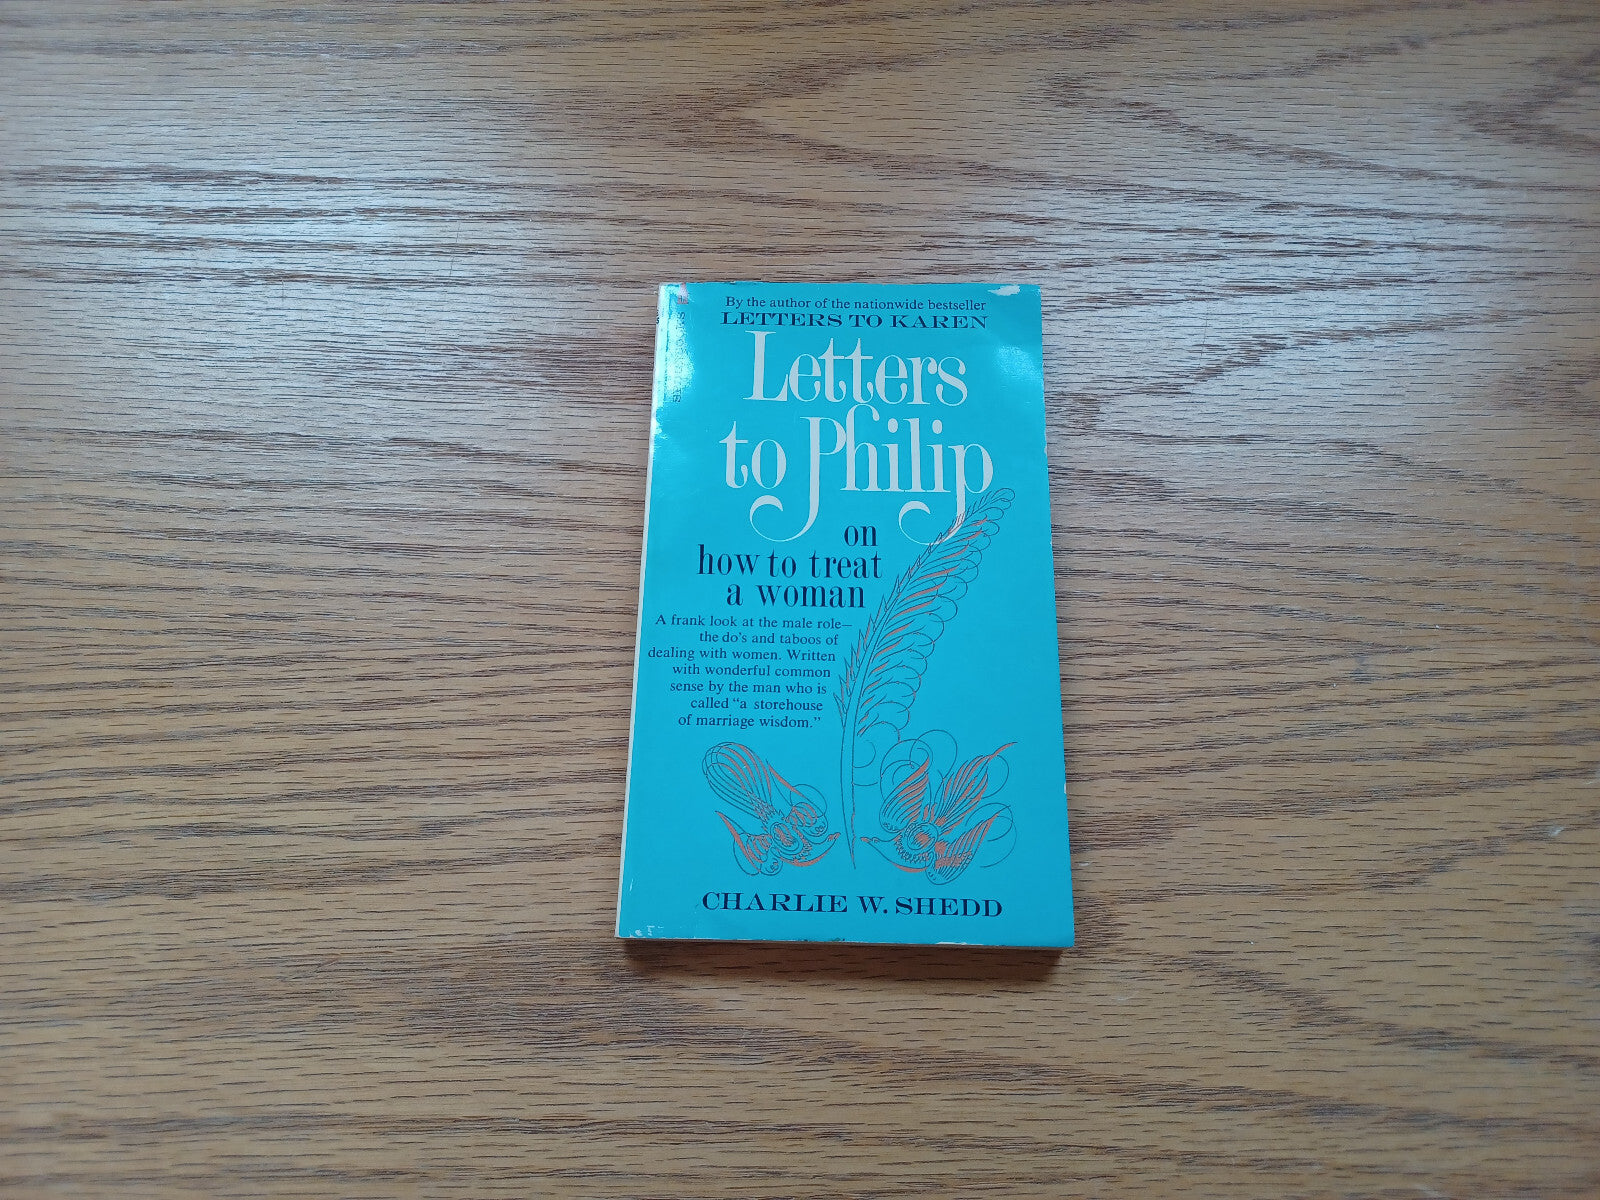 By the author of the nationwide bestseller
LETTERS TO KAREN
Letters
to Philip
on
how to treat
a woman
A frank look at the male role—
the do's and taboos of
dealing with women. Written
with wonderful common
sense by the man who is
called "a storehouse
of marriage wisdom."
CHARLIE W. SHEDD